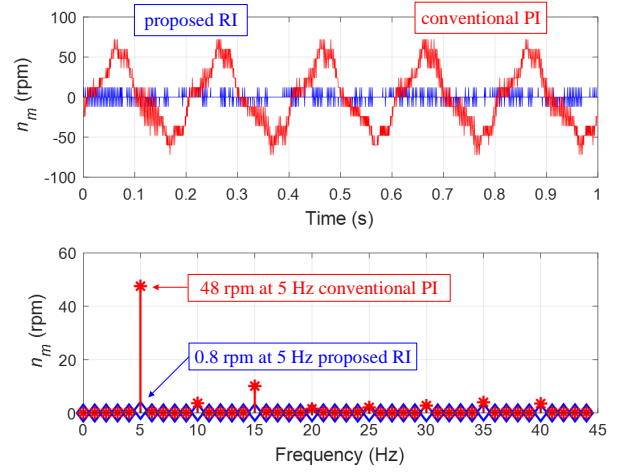 proposed RI
conventional PI
100
50
0
-50
-100
n_m (rpm)
0 0.1 0.2 0.3 0.4 0.5 0.6 0.7 0.8 0.9 1
Time (s)
60
40
20
0
n_m (rpm)
48 rpm at 5 Hz conventional PI
0.8 rpm at 5 Hz proposed RI
0 5 10 15 20 25 30 35 40 45
Frequency (Hz)